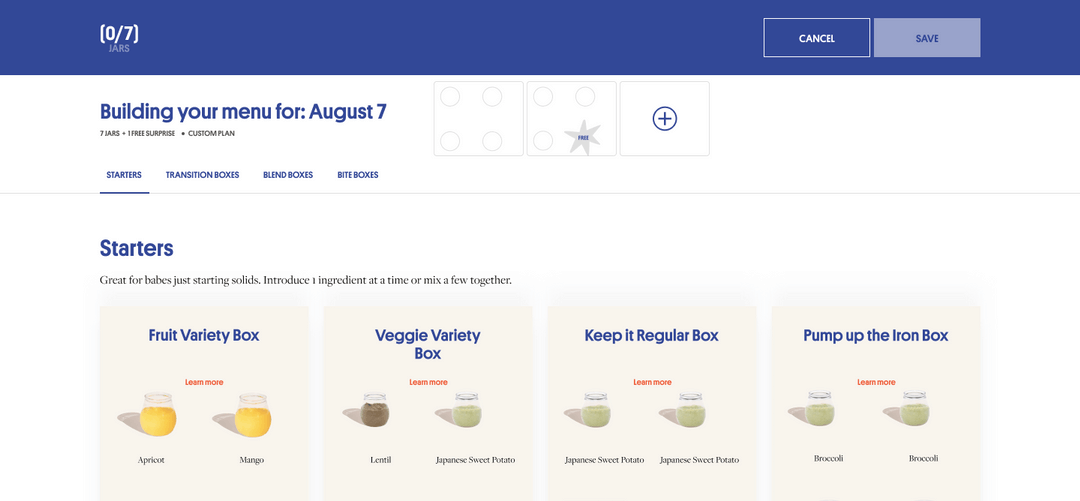 (0/7)
JARS
CANCEL
SAVE
Building your menu for: August 7
7 JARS + 1 FREE SURPRISE • CUSTOM PLAN
FREE
STARTERS
TRANSITION BOXES
BLEND BOXES
BITE BOXES
Starters
Great for babes just starting solids. Introduce 1 ingredient at a time or mix a few together.
Fruit Variety Box
Learn more
Apricot
Mango
Veggie Variety
Box
Learn more
Lentil
Japanese Sweet Potato
Keep it Regular Box
Learn more
Japanese Sweet Potato
Japanese Sweet Potato
Pump up the Iron Box
Learn more
Broccoli
Broccoli